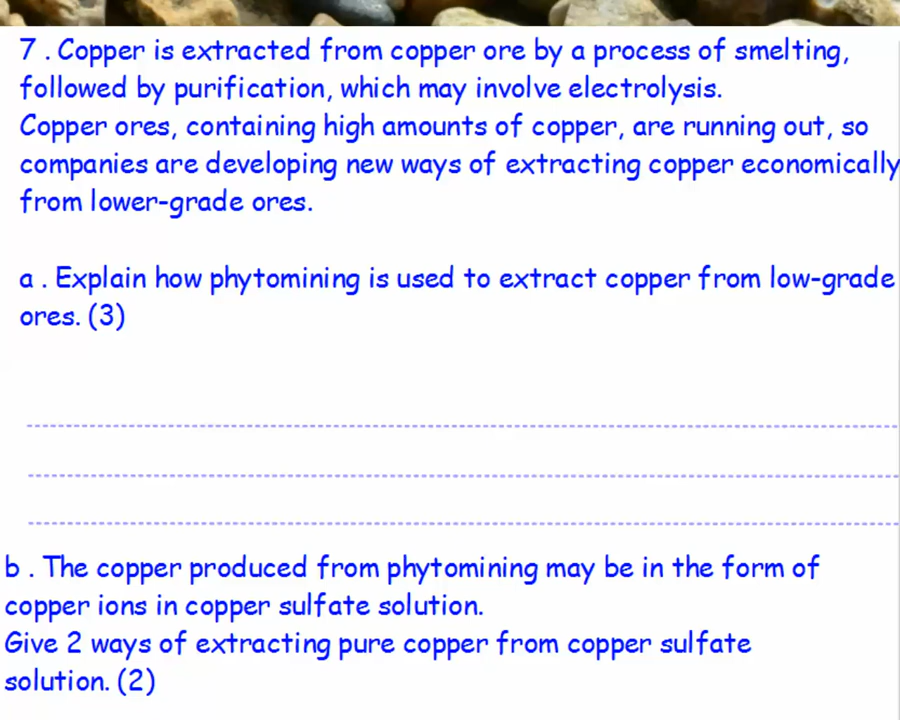 7 . Copper is extracted from copper ore by a process of smelting,
followed by purification, which may involve electrolysis.
Copper ores, containing high amounts of copper, are running out, so
companies are developing new ways of extracting copper economically
from lower-grade ores.
a . Explain how phytomining is used to extract copper from low-grade
ores. (3)
b . The copper produced from phytomining may be in the form of
copper ions in copper sulfate solution.
Give 2 ways of extracting pure copper from copper sulfate
solution. (2)